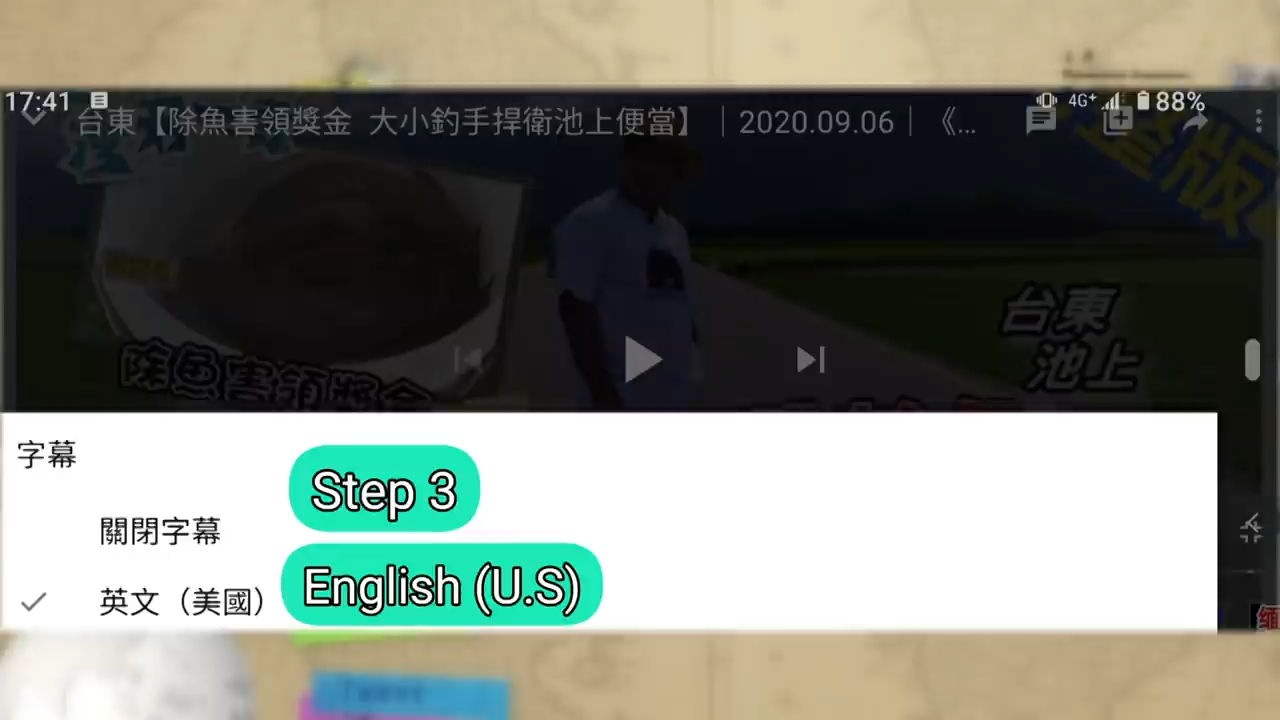 17:41
4G+
88%
台東【除魚害領獎金 大小釣手捍衛池上便當】｜2020.09.06｜《...
整版
台東
池上
除魚害領獎金
字幕
Step 3
關閉字幕
✓ 英文（美國）
English (U.S)